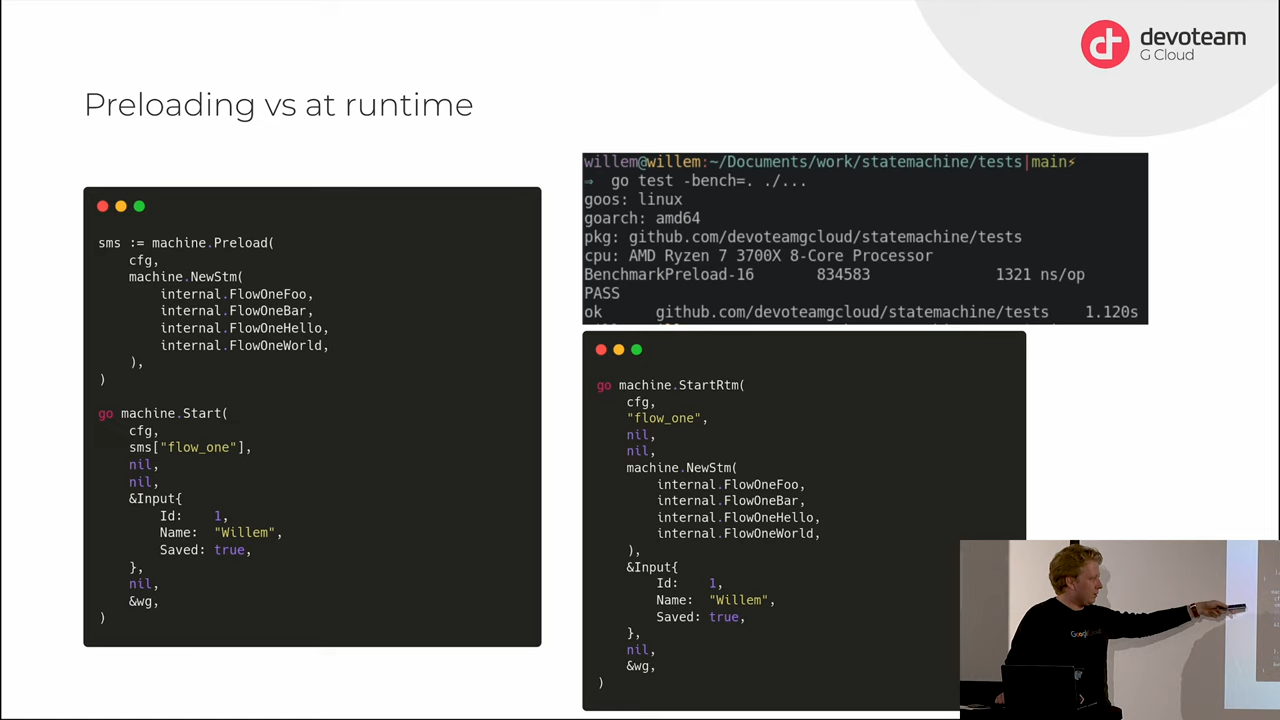 devoteam
G Cloud
Preloading vs at runtime
sms := machine.Preload(
cfg,
machine.NewStm(
internal.FlowOneFoo,
internal.FlowOneBar,
internal.FlowOneHello,
internal.FlowOneWorld,
),
)
go machine.Start(
cfg,
sms["flow_one"],
nil,
nil,
&Input{
Id: 1,
Name: "Willem",
Saved: true,
},
nil,
&wg,
)
willem@willem:~/Documents/work/statemachine/tests|main⚡
⇒ go test -bench=. ./...
goos: linux
goarch: amd64
pkg: github.com/devoteamgcloud/statemachine/tests
cpu: AMD Ryzen 7 3700X 8-Core Processor
BenchmarkPreload-16 834583 1321 ns/op
PASS
ok github.com/devoteamgcloud/statemachine/tests 1.120s
go machine.StartRtm(
cfg,
"flow_one",
nil,
nil,
machine.NewStm(
internal.FlowOneFoo,
internal.FlowOneBar,
internal.FlowOneHello,
internal.FlowOneWorld,
),
&Input{
Id: 1,
Name: "Willem",
Saved: true,
},
nil,
&wg,
)
Google Cloud